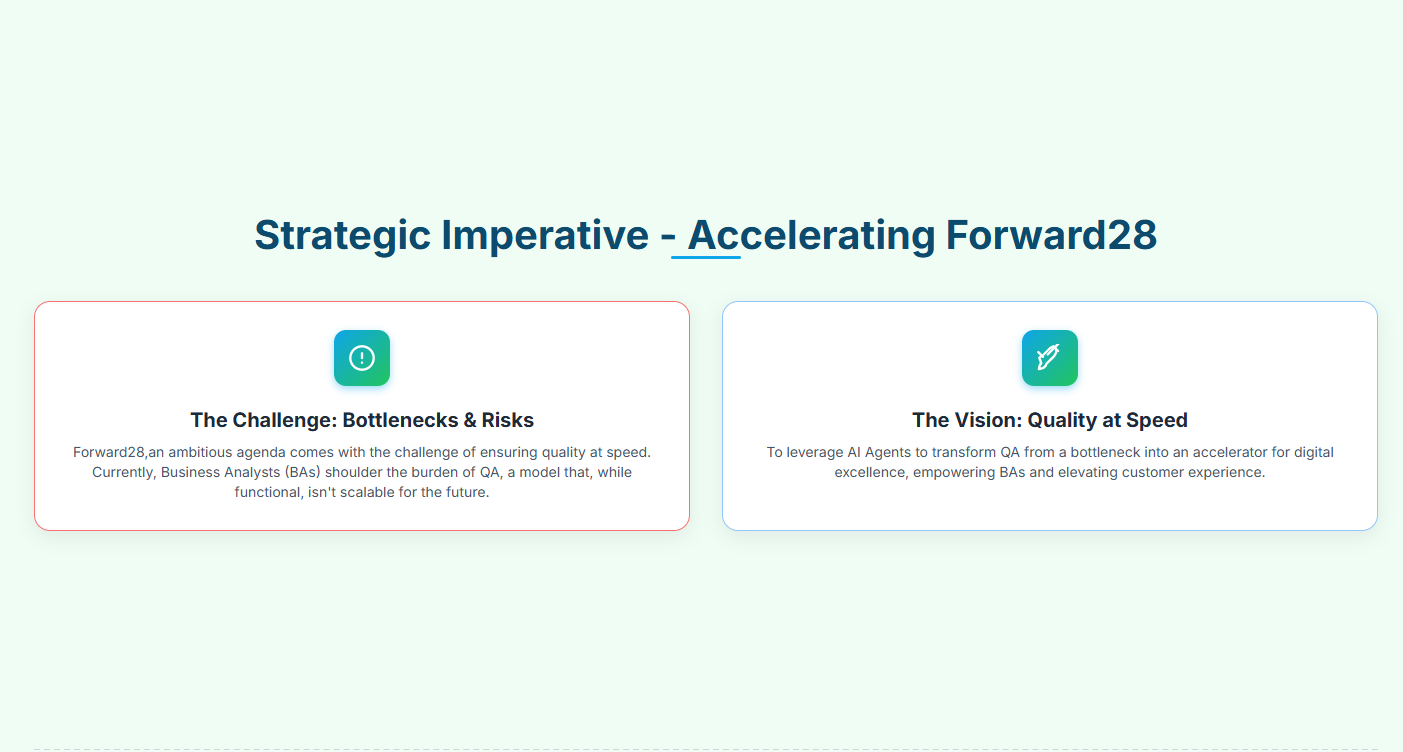 Strategic Imperative - Accelerating Forward28
The Challenge: Bottlenecks & Risks
Forward28,an ambitious agenda comes with the challenge of ensuring quality at speed.
Currently, Business Analysts (BAs) shoulder the burden of QA, a model that, while
functional, isn't scalable for the future.
The Vision: Quality at Speed
To leverage AI Agents to transform QA from a bottleneck into an accelerator for digital
excellence, empowering BAs and elevating customer experience.